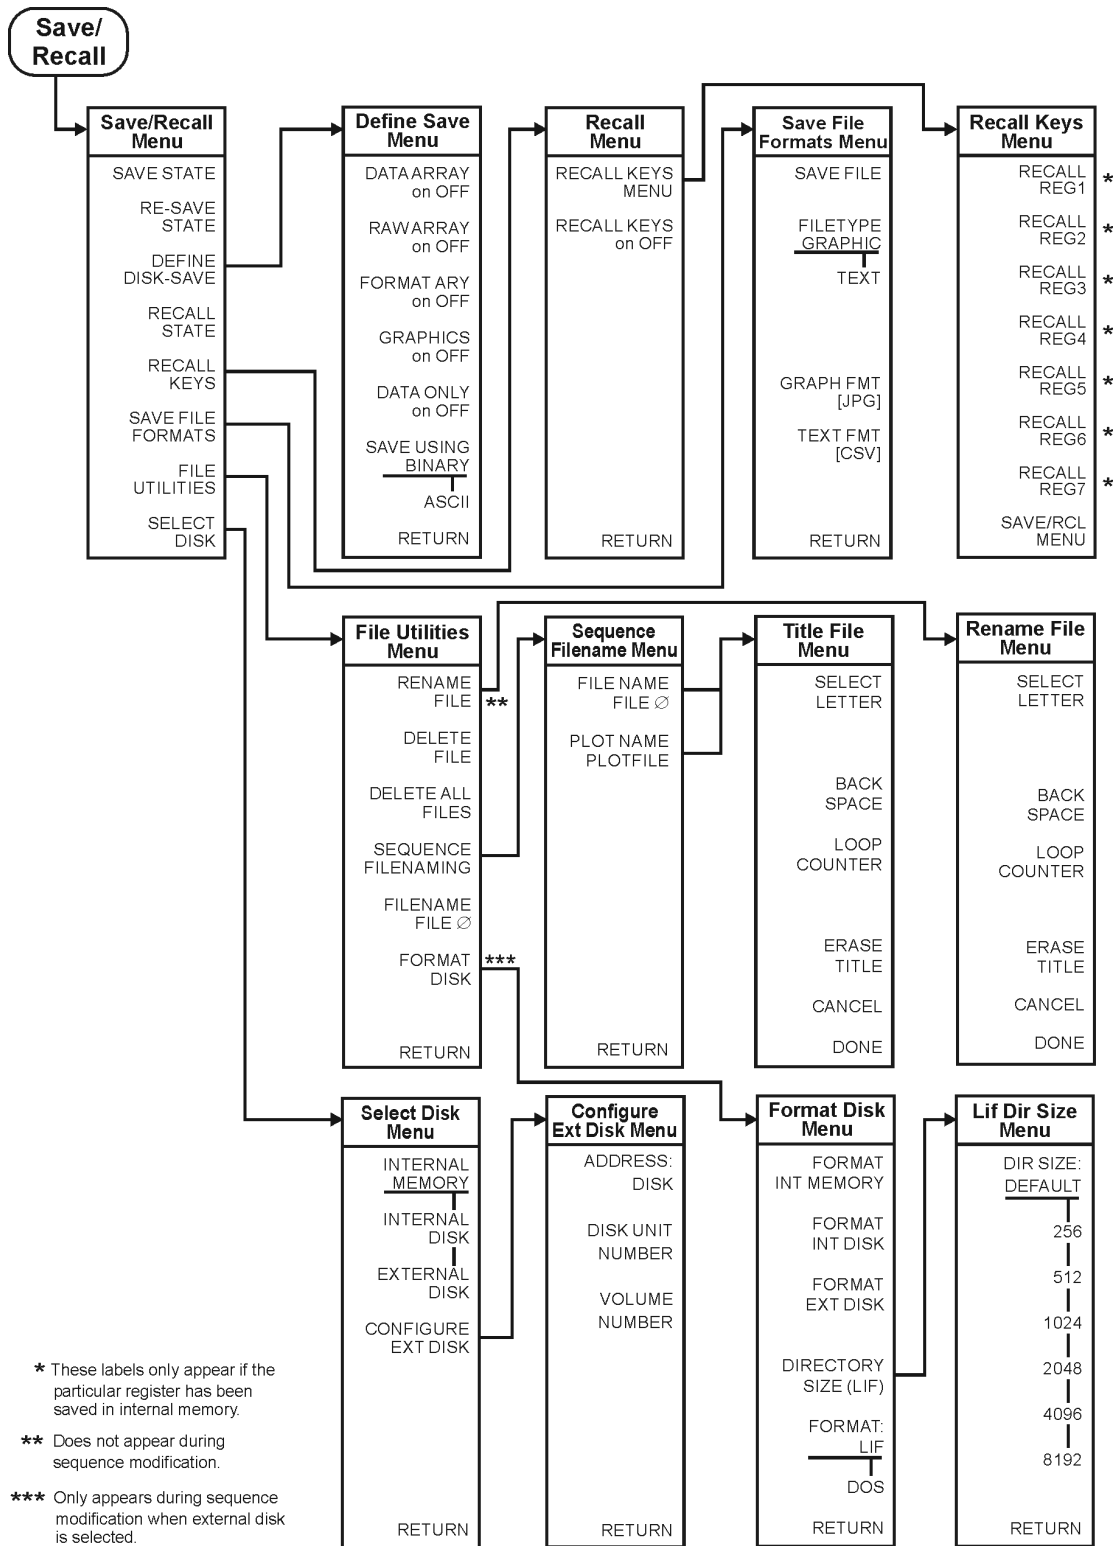 Save/
Recall
Save/Recall
Menu
SAVE STATE
RE-SAVE
STATE
DEFINE
DISK-SAVE
RECALL
STATE
RECALL
KEYS
SAVE FILE
FORMATS
FILE
UTILITIES
SELECT
DISK
Define Save
Menu
DATA ARRAY
on OFF
RAW ARRAY
on OFF
FORMAT ARY
on OFF
GRAPHICS
on OFF
DATA ONLY
on OFF
SAVE USING
BINARY
ASCII
RETURN
Recall
Menu
RECALL KEYS
MENU
RECALL KEYS
on OFF
RETURN
Save File
Formats Menu
SAVE FILE
FILETYPE
GRAPHIC
TEXT
GRAPH FMT
[JPG]
TEXT FMT
[CSV]
RETURN
Recall Keys
Menu
RECALL
REG1 *
RECALL
REG2 *
RECALL
REG3 *
RECALL
REG4 *
RECALL
REG5 *
RECALL
REG6 *
RECALL
REG7 *
SAVE/RCL
MENU
File Utilities
Menu
RENAME
FILE **
DELETE
FILE
DELETE ALL
FILES
SEQUENCE
FILENAMING
FILENAME
FILE ∅
FORMAT ***
DISK
RETURN
Sequence
Filename Menu
FILE NAME
FILE ∅
PLOT NAME
PLOTFILE
RETURN
Title File
Menu
SELECT
LETTER
BACK
SPACE
LOOP
COUNTER
ERASE
TITLE
CANCEL
DONE
Rename File
Menu
SELECT
LETTER
BACK
SPACE
LOOP
COUNTER
ERASE
TITLE
CANCEL
DONE
Select Disk
Menu
INTERNAL
MEMORY
INTERNAL
DISK
EXTERNAL
DISK
CONFIGURE
EXT DISK
RETURN
Configure
Ext Disk Menu
ADDRESS:
DISK
DISK UNIT
NUMBER
VOLUME
NUMBER
RETURN
Format Disk
Menu
FORMAT
INT MEMORY
FORMAT
INT DISK
FORMAT
EXT DISK
DIRECTORY
SIZE (LIF)
FORMAT:
LIF
DOS
RETURN
Lif Dir Size
Menu
DIR SIZE:
DEFAULT
256
512
1024
2048
4096
8192
RETURN
* These labels only appear if the
particular register has been
saved in internal memory.
** Does not appear during
sequence modification.
*** Only appears during sequence
modification when external disk
is selected.